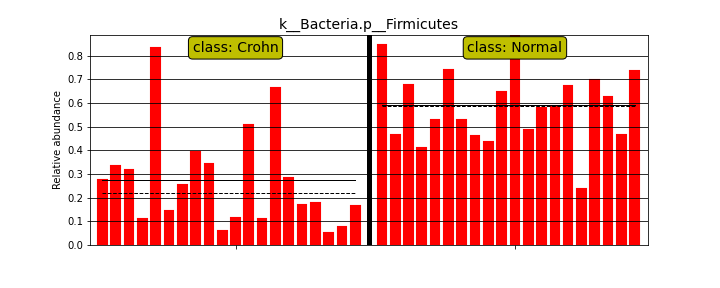 k__Bacteria.p__Firmicutes
class: Crohn
class: Normal
Relative abundance
0.8
0.7
0.6
0.5
0.4
0.3
0.2
0.1
0.0